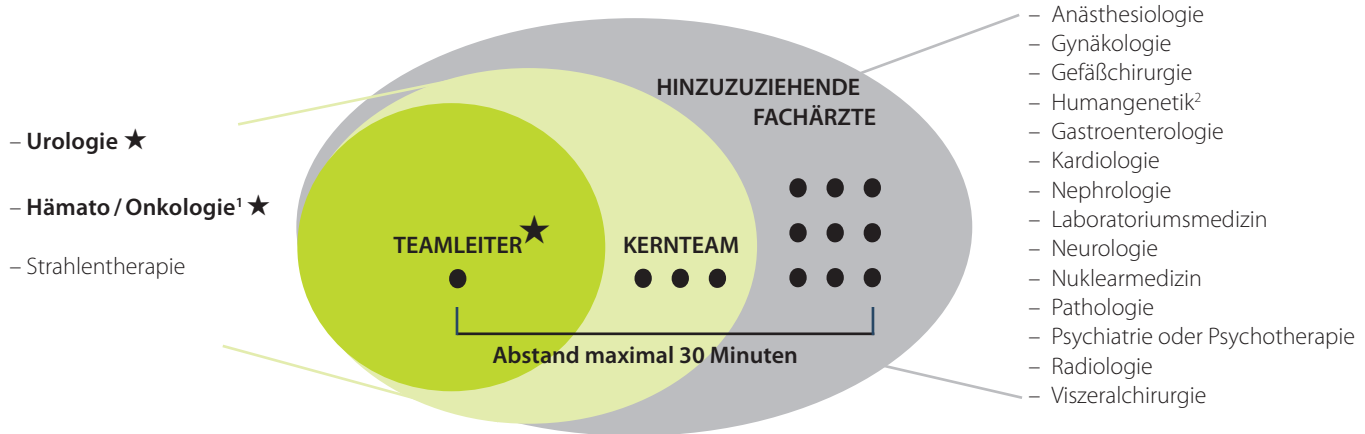 – Urologie ★
– Hämato / Onkologie¹ ★
– Strahlentherapie
TEAMLEITER ★
KERNTEAM
HINZUZUZIEHENDE
FACHÄRZTE
Abstand maximal 30 Minuten
– Anästhesiologie
– Gynäkologie
– Gefäßchirurgie
– Humangenetik²
– Gastroenterologie
– Kardiologie
– Nephrologie
– Laboratoriumsmedizin
– Neurologie
– Nuklearmedizin
– Pathologie
– Psychiatrie oder Psychotherapie
– Radiologie
– Viszeralchirurgie